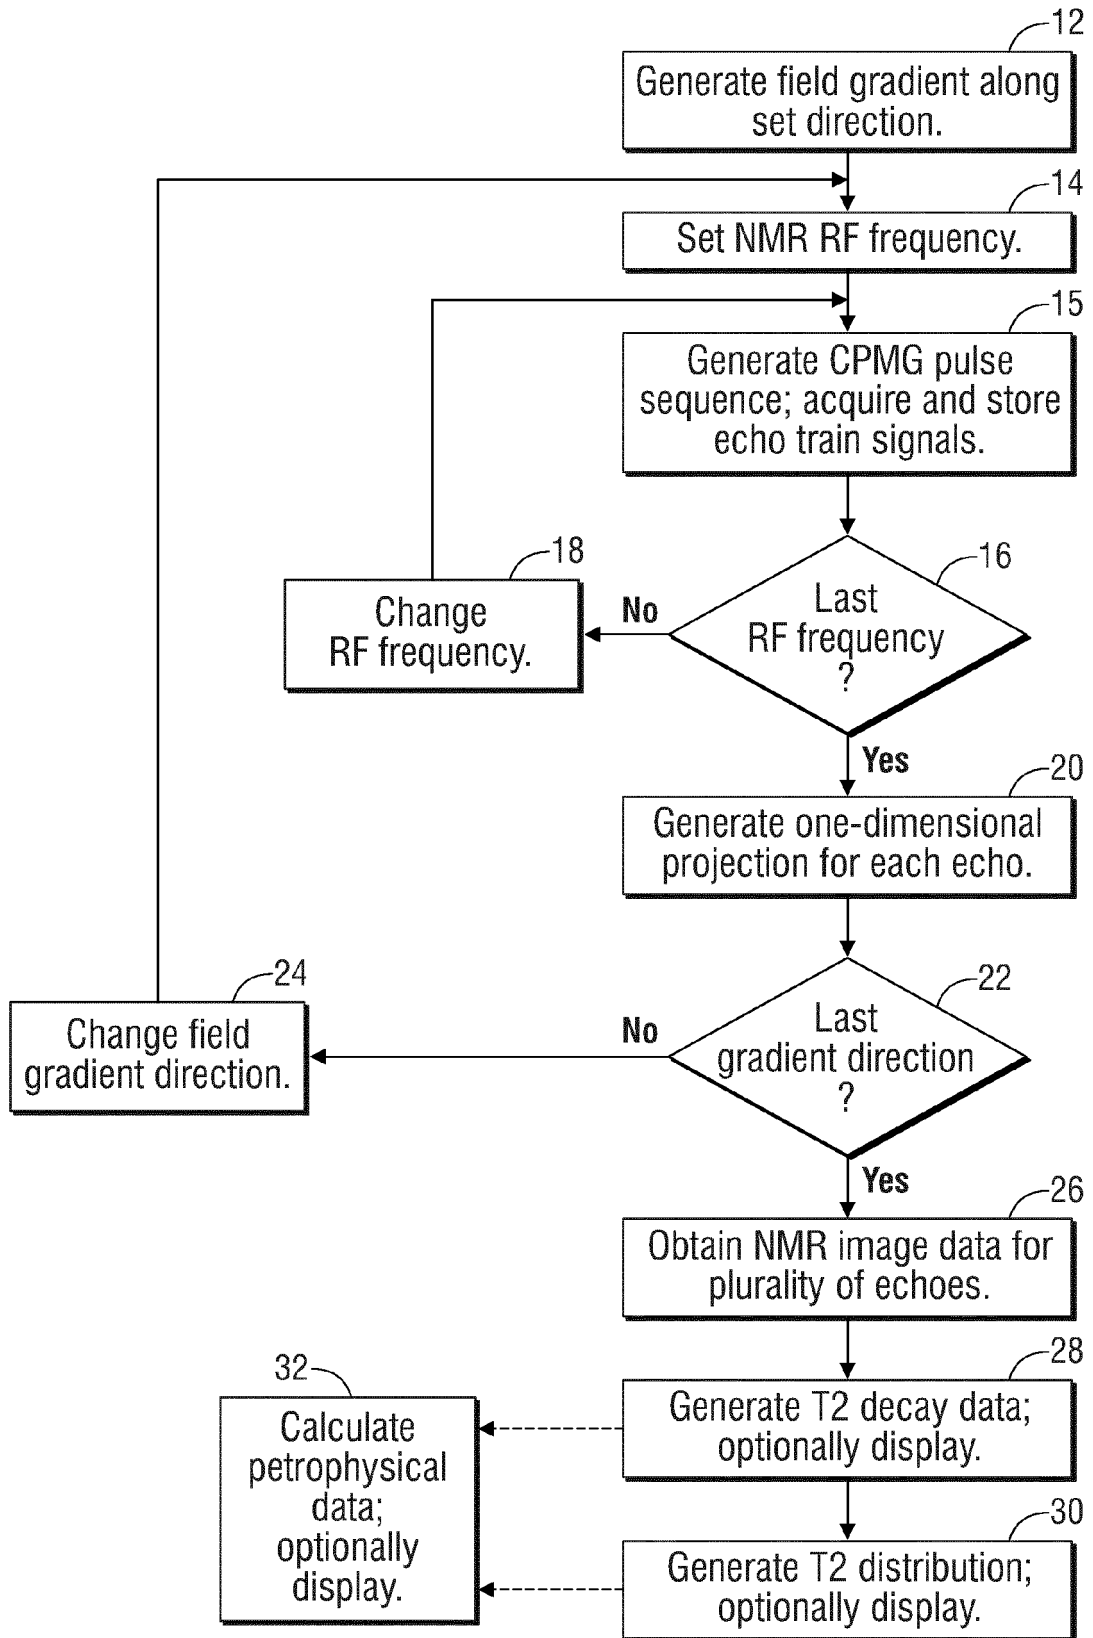 12
Generate field gradient along
set direction.
14
Set NMR RF frequency.
15
Generate CPMG pulse
sequence; acquire and store
echo train signals.
16
Last
RF frequency
?
No
18
Change
RF frequency.
Yes
20
Generate one-dimensional
projection for each echo.
22
Last
gradient direction
?
No
24
Change field
gradient direction.
Yes
26
Obtain NMR image data for
plurality of echoes.
28
Generate T2 decay data;
optionally display.
30
Generate T2 distribution;
optionally display.
32
Calculate
petrophysical
data;
optionally
display.